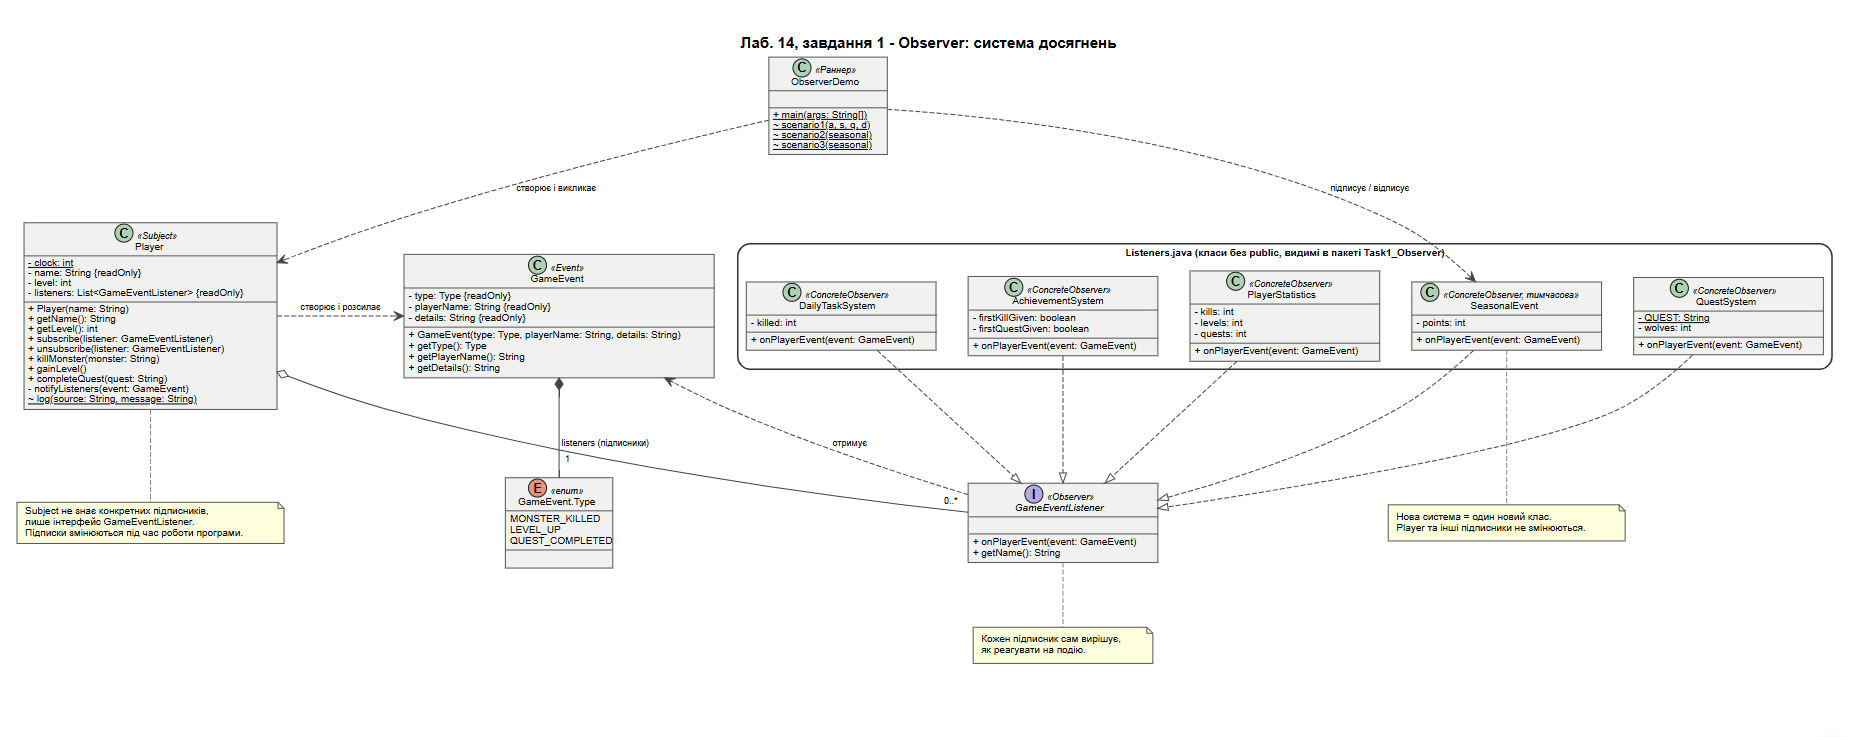 Лаб. 14, завдання 1 - Observer: система досягнень
C «Раннер»
ObserverDemo
+ main(args: String[])
~ scenario1(a, s, q, d)
~ scenario2(seasonal)
~ scenario3(seasonal)
створює і викликає
підписує / відписує
C «Subject»
Player
- clock: int
- name: String {readOnly}
- level: int
- listeners: List<GameEventListener> {readOnly}
+ Player(name: String)
+ getName(): String
+ getLevel(): int
+ subscribe(listener: GameEventListener)
+ unsubscribe(listener: GameEventListener)
+ killMonster(monster: String)
+ gainLevel()
+ completeQuest(quest: String)
- notifyListeners(event: GameEvent)
~ log(source: String, message: String)
створює і розсилає
C «Event»
GameEvent
- type: Type {readOnly}
- playerName: String {readOnly}
- details: String {readOnly}
+ GameEvent(type: Type, playerName: String, details: String)
+ getType(): Type
+ getPlayerName(): String
+ getDetails(): String
Listeners.java (класи без public, видимі в пакеті Task1_Observer)
C «ConcreteObserver»
DailyTaskSystem
- killed: int
+ onPlayerEvent(event: GameEvent)
C «ConcreteObserver»
AchievementSystem
- firstKillGiven: boolean
- firstQuestGiven: boolean
+ onPlayerEvent(event: GameEvent)
C «ConcreteObserver»
PlayerStatistics
- kills: int
- levels: int
- quests: int
+ onPlayerEvent(event: GameEvent)
C «ConcreteObserver, тимчасова»
SeasonalEvent
- points: int
+ onPlayerEvent(event: GameEvent)
C «ConcreteObserver»
QuestSystem
- QUEST: String
- wolves: int
+ onPlayerEvent(event: GameEvent)
listeners (підписники)
1
отримує
0..*
E «enum»
GameEvent.Type
MONSTER_KILLED
LEVEL_UP
QUEST_COMPLETED
I «Observer»
GameEventListener
+ onPlayerEvent(event: GameEvent)
+ getName(): String
Subject не знає конкретних підписників,
лише інтерфейс GameEventListener.
Підписки змінюються під час роботи програми.
Нова система = один новий клас.
Player та інші підписники не змінюються.
Кожен підписник сам вирішує,
як реагувати на подію.